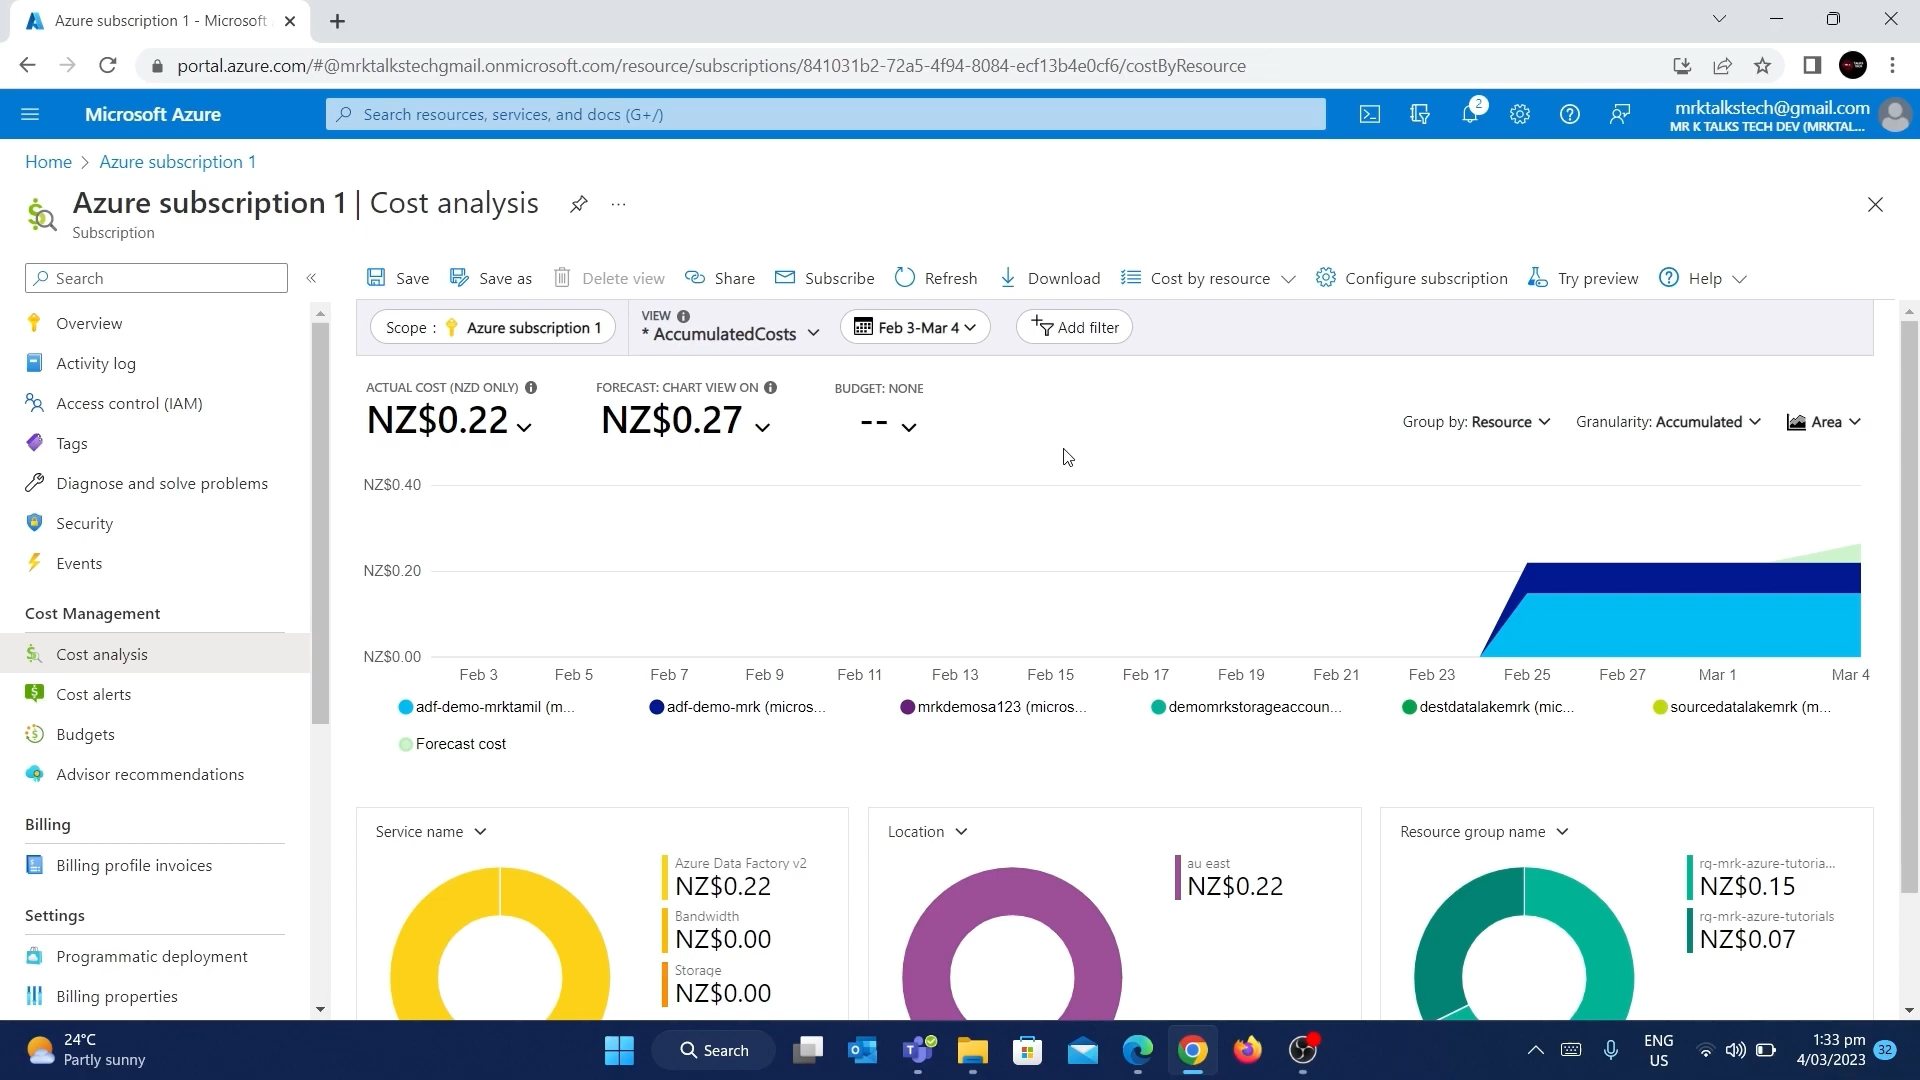 Azure subscription 1 - Microsoft
portal.azure.com/#@mrktalkstechgmail.onmicrosoft.com/resource/subscriptions/841031b2-72a5-4f94-8084-ecf13b4e0cf6/costByResource
Microsoft Azure
Search resources, services, and docs (G+/)
2
mrktalkstech@gmail.com
MR K TALKS TECH DEV (MRKTAL...
Home > Azure subscription 1
Azure subscription 1 | Cost analysis ...
Subscription
Search
Save Save as Delete view Share Subscribe Refresh Download Cost by resource Configure subscription Try preview Help
Overview
Activity log
Access control (IAM)
Tags
Diagnose and solve problems
Security
Events
Cost Management
Cost analysis
Cost alerts
Budgets
Advisor recommendations
Billing
Billing profile invoices
Settings
Programmatic deployment
Billing properties
Scope : Azure subscription 1
VIEW
* AccumulatedCosts
Feb 3-Mar 4
Add filter
ACTUAL COST (NZD ONLY)
NZ$0.22
FORECAST: CHART VIEW ON
NZ$0.27
BUDGET: NONE
--
Group by: Resource
Granularity: Accumulated
Area
NZ$0.40
NZ$0.20
NZ$0.00
Feb 3 Feb 5 Feb 7 Feb 9 Feb 11 Feb 13 Feb 15 Feb 17 Feb 19 Feb 21 Feb 23 Feb 25 Feb 27 Mar 1 Mar 4
adf-demo-mrktamil (m... adf-demo-mrk (micros... mrkdemosa123 (micros... demomrkstorageaccoun... destdatalakemrk (mic... sourcedatalakemrk (m...
Forecast cost
Service name
Azure Data Factory v2
NZ$0.22
Bandwidth
NZ$0.00
Storage
NZ$0.00
Location
au east
NZ$0.22
Resource group name
rg-mrk-azure-tutoria...
NZ$0.15
rg-mrk-azure-tutorials
NZ$0.07
24°C
Partly sunny
Search
ENG
US
1:33 pm
4/03/2023
32